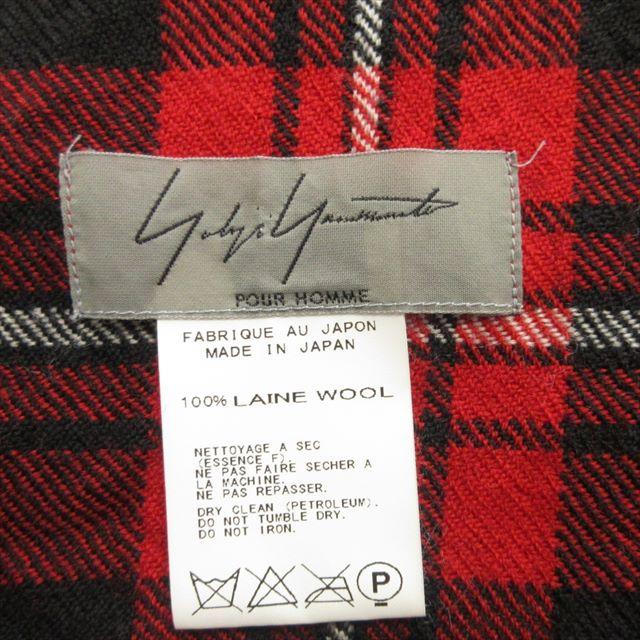 Yohji Yamamoto
POUR HOMME
FABRIQUE AU JAPON
MADE IN JAPAN
100% LAINE WOOL
NETTOYAGE A SEC
(ESSENCE F).
NE PAS FAIRE SECHER A
LA MACHINE.
NE PAS REPASSER.
DRY CLEAN (PETROLEUM).
DO NOT TUMBLE DRY.
DO NOT IRON.
P